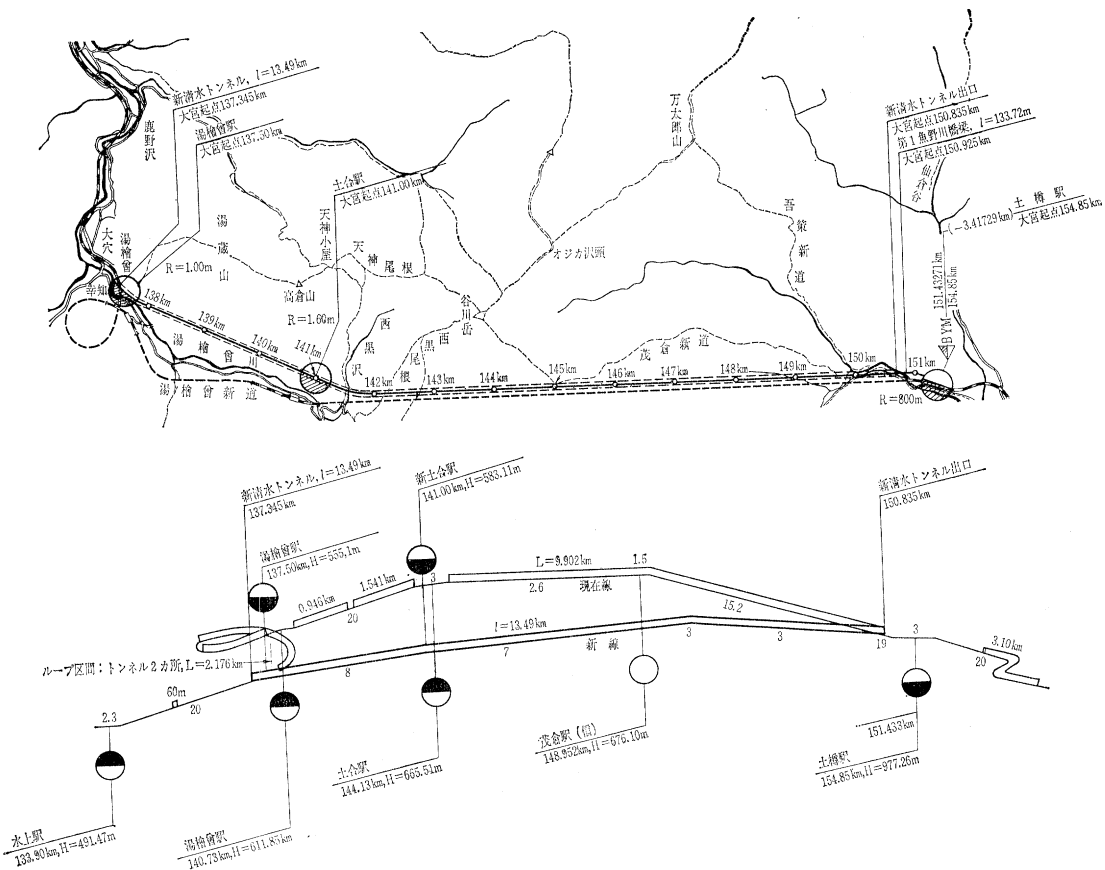 新清水トンネル, l=13.49km
大宮起点137.345km
湯檜曾駅
大宮起点137.50km
鹿野沢
大穴
湯檜曾
幸知
湯蔵山
R=1.00m
土合駅
大宮起点141.00km
天神小屋
天神尾根
高倉山
R=1.60m
138km
139km
140km
141km
湯檜曾川
湯檜曾新道
西黒沢
西黒尾根
谷川岳
オジカ沢頭
万太郎山
吾策新道
茂倉新道
142km
143km
144km
145km
146km
147km
148km
149km
150km
151km
新清水トンネル出口
大宮起点150.835km
第1魚野川橋梁, l=133.72m
大宮起点150.925km
仙谷
土樽駅
(-3.41729km)
大宮起点154.85km
151.43271km
154.85km
BYM
R=800m
新清水トンネル, l=13.49km
137.345km
湯檜曾駅
137.50km, H=555.1m
新土合駅
141.00km, H=583.11m
新清水トンネル出口
150.835km
0.946km
1.541km
20
3
L=9.902km
1.5
2.6
現在線
15.2
l=13.49km
3
3
7
新線
8
19
3
3.10km
20
ループ区間:トンネル2カ所, L=2.176km
60m
2.3
20
151.433km
土樽駅
154.85km, H=977.26m
茂倉駅(信)
148.952km, H=676.10m
土合駅
144.13km, H=665.51m
水上駅
133.90km, H=491.47m
湯檜曾駅
140.73km, H=611.85km